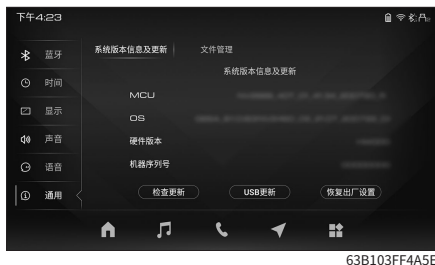 下午4:23
蓝牙
时间
显示
声音
语音
通用
系统版本信息及更新
文件管理
系统版本信息及更新
MCU
OS
硬件版本
机器序列号
检查更新
USB更新
恢复出厂设置
63B103FF4A5E